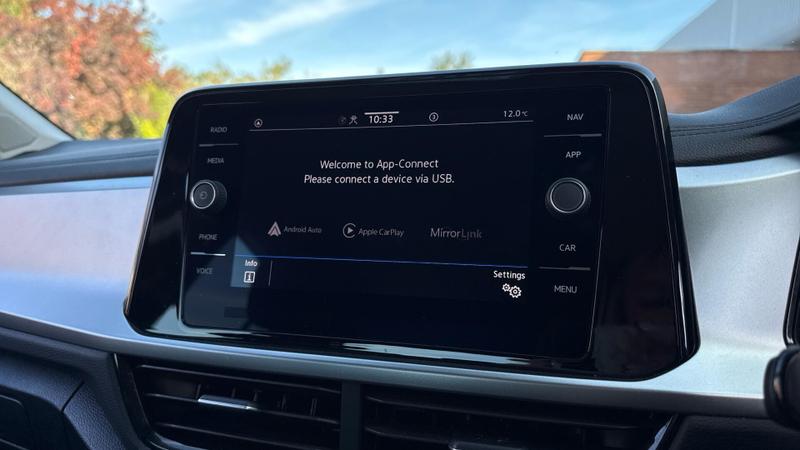 RADIO
MEDIA
PHONE
VOICE
10:33
12.0°C
Welcome to App-Connect
Please connect a device via USB.
Android Auto
Apple CarPlay
MirrorLink
Info
Settings
NAV
APP
CAR
MENU